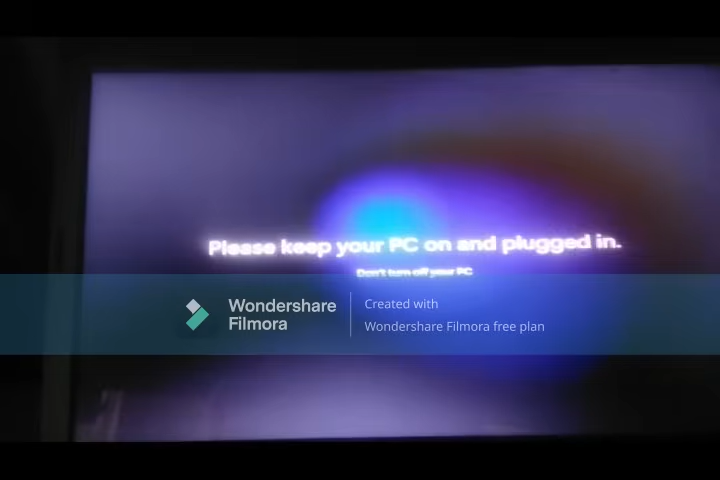 Please keep your PC on and plugged in.
Don't turn off your PC
Wondershare
Filmora
Created with
Wondershare Filmora free plan